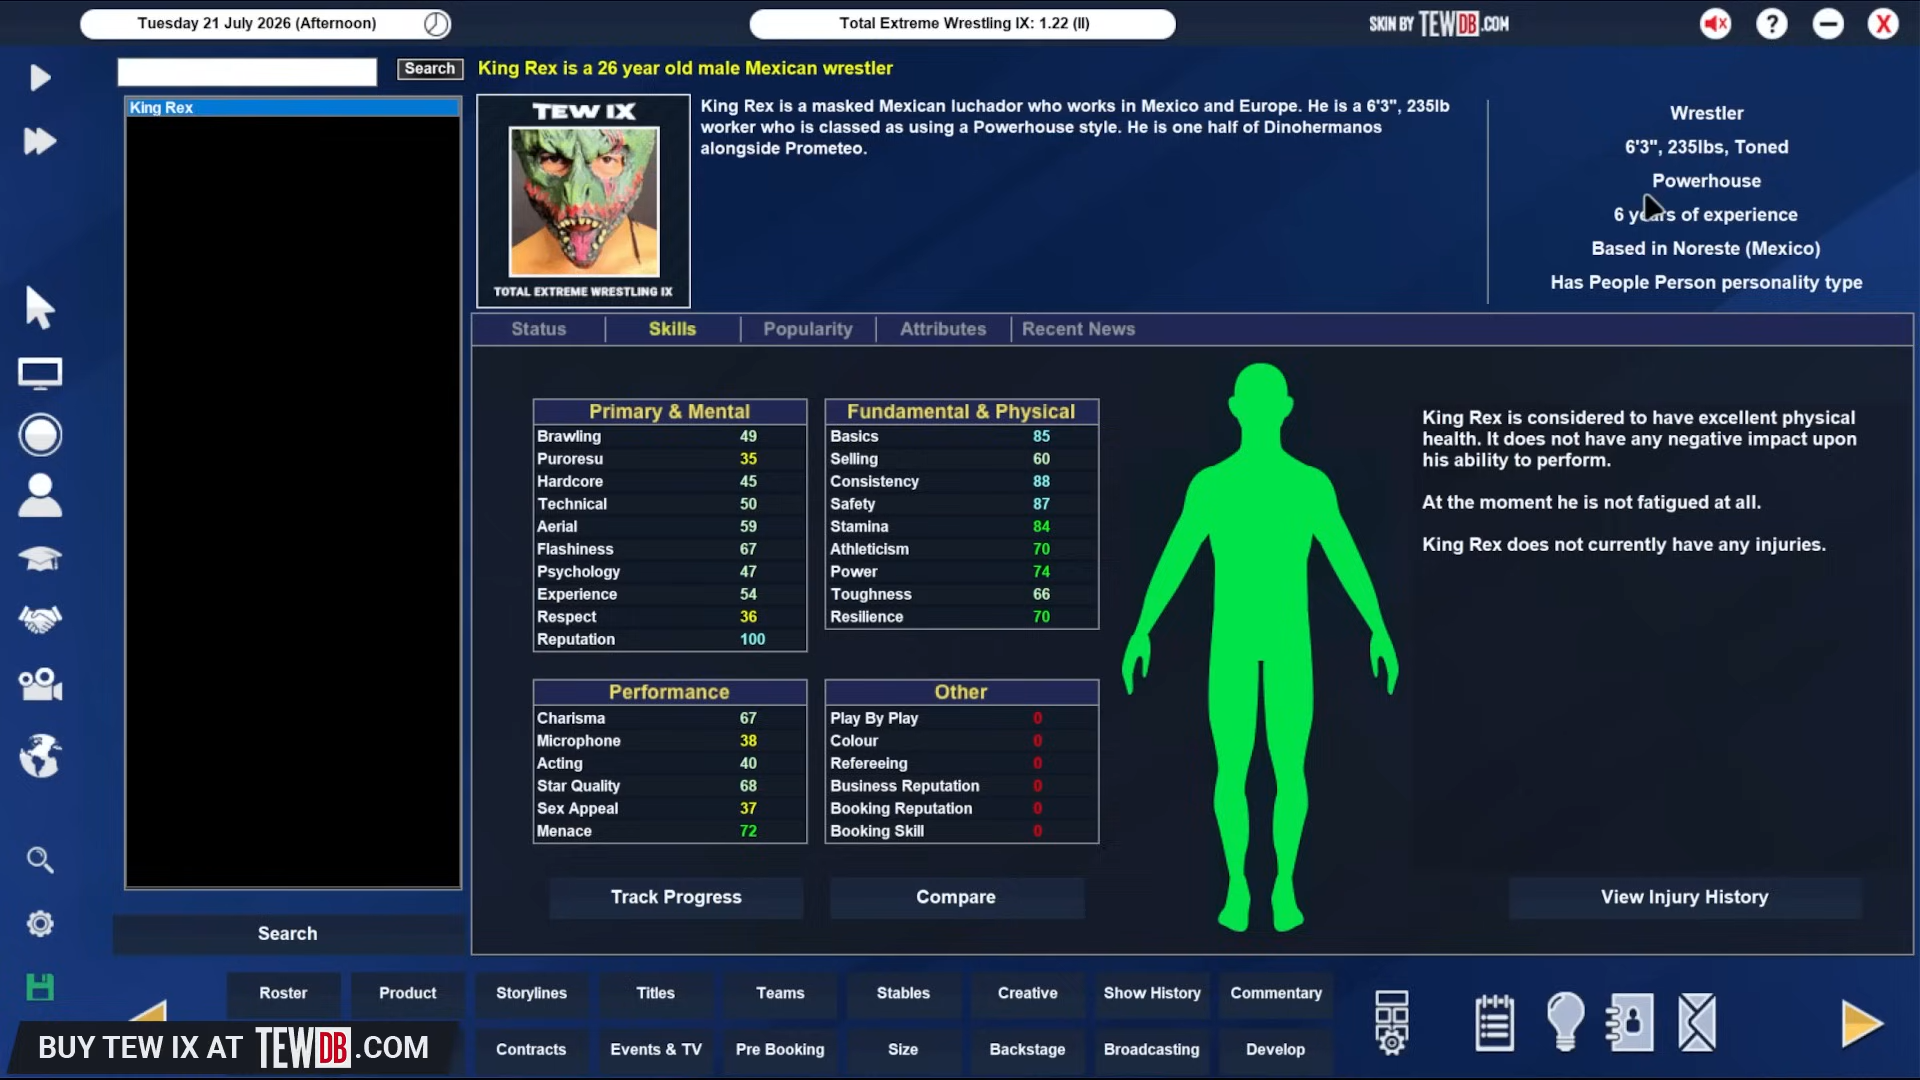 Tuesday 21 July 2026 (Afternoon)
Total Extreme Wrestling IX: 1.22 (II)
SKIN BY TEWDB.COM
?
X
Search
King Rex is a 26 year old male Mexican wrestler
King Rex
TEW IX
TOTAL EXTREME WRESTLING IX
King Rex is a masked Mexican luchador who works in Mexico and Europe. He is a 6'3", 235lb
worker who is classed as using a Powerhouse style. He is one half of Dinohermanos
alongside Prometeo.
Wrestler
6'3", 235lbs, Toned
Powerhouse
6 years of experience
Based in Noreste (Mexico)
Has People Person personality type
Status
Skills
Popularity
Attributes
Recent News
Primary & Mental
Brawling 49
Puroresu 35
Hardcore 45
Technical 50
Aerial 59
Flashiness 67
Psychology 47
Experience 54
Respect 36
Reputation 100
Fundamental & Physical
Basics 85
Selling 60
Consistency 88
Safety 87
Stamina 84
Athleticism 70
Power 74
Toughness 66
Resilience 70
Performance
Charisma 67
Microphone 38
Acting 40
Star Quality 68
Sex Appeal 37
Menace 72
Other
Play By Play 0
Colour 0
Refereeing 0
Business Reputation 0
Booking Reputation 0
Booking Skill 0
King Rex is considered to have excellent physical
health. It does not have any negative impact upon
his ability to perform.
At the moment he is not fatigued at all.
King Rex does not currently have any injuries.
Track Progress
Compare
View Injury History
Search
Roster
Product
Storylines
Titles
Teams
Stables
Creative
Show History
Commentary
Contracts
Events & TV
Pre Booking
Size
Backstage
Broadcasting
Develop
BUY TEW IX AT TEWDB.COM